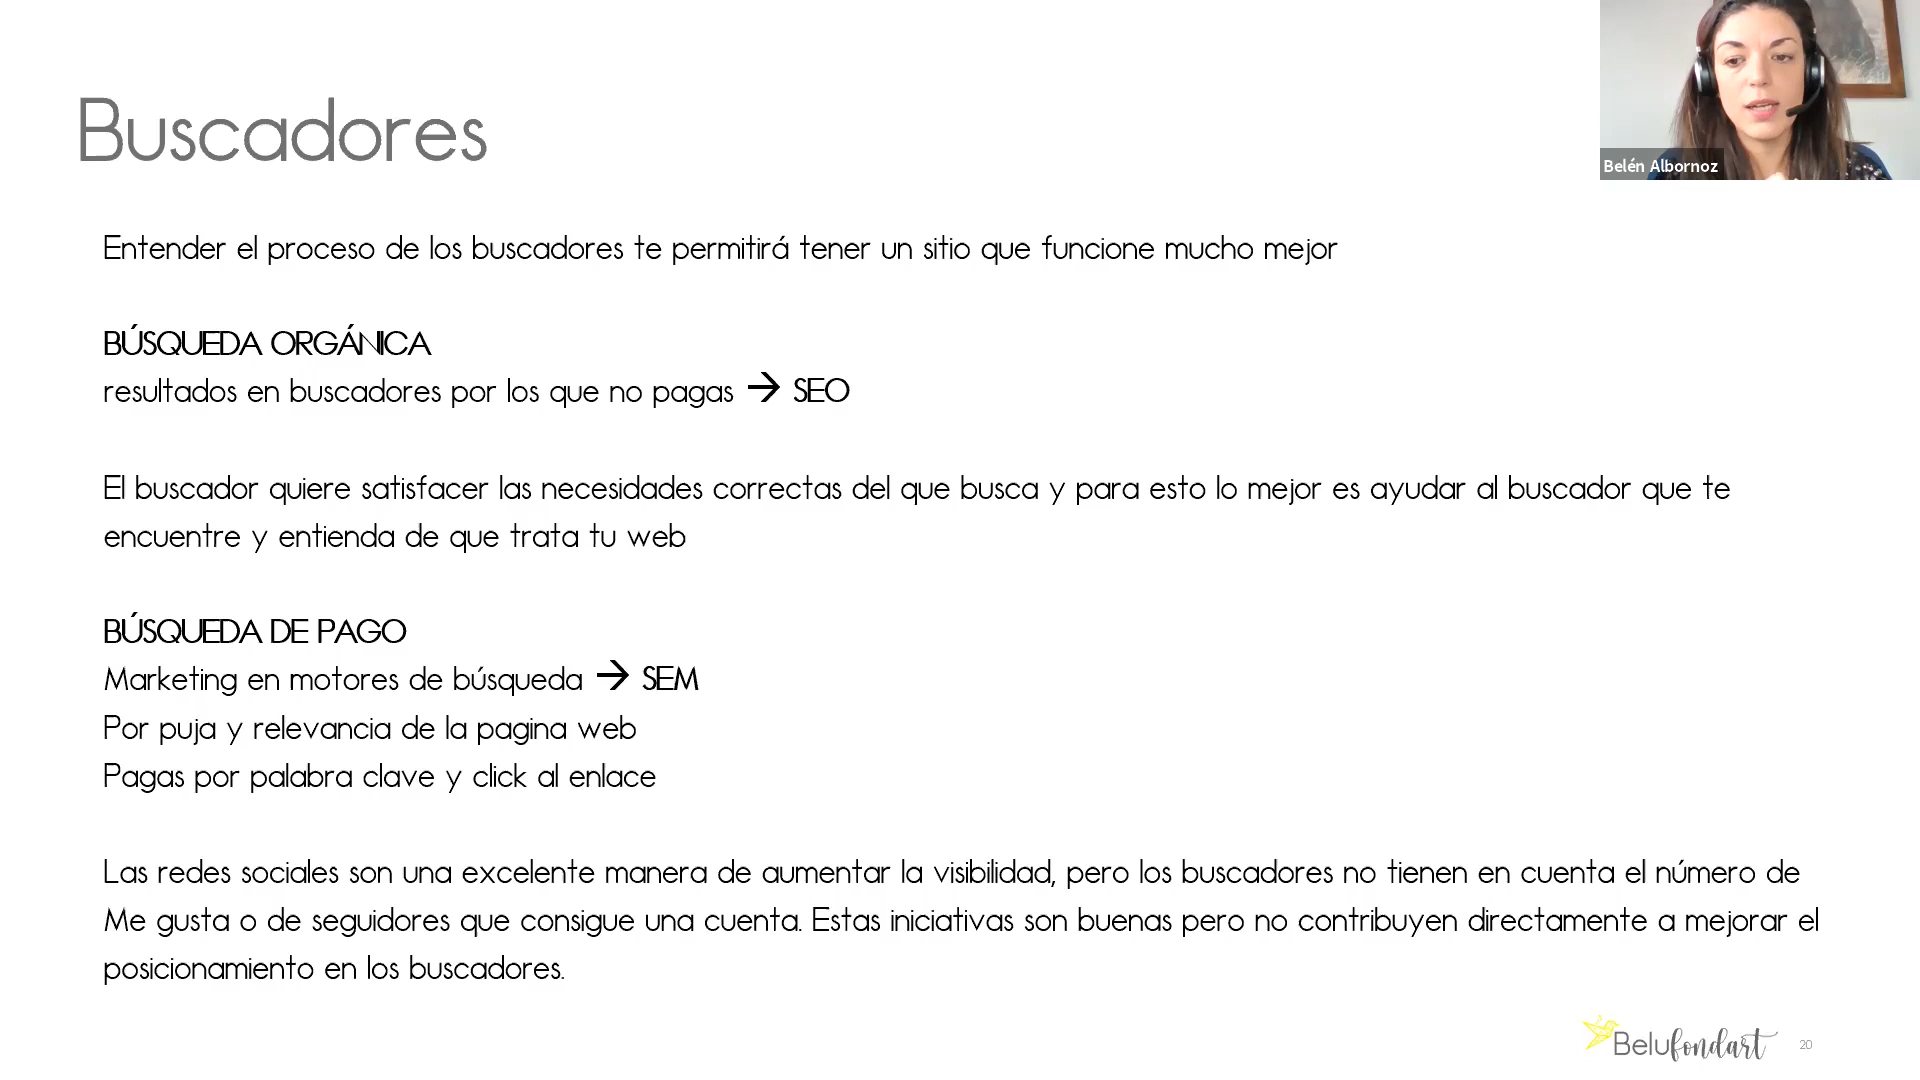 Buscadores
Belén Albornoz
Entender el proceso de los buscadores te permitirá tener un sitio que funcione mucho mejor
BÚSQUEDA ORGÁNICA
resultados en buscadores por los que no pagas → SEO
El buscador quiere satisfacer las necesidades correctas del que busca y para esto lo mejor es ayudar al buscador que te
encuentre y entienda de que trata tu web
BÚSQUEDA DE PAGO
Marketing en motores de búsqueda → SEM
Por puja y relevancia de la pagina web
Pagas por palabra clave y click al enlace
Las redes sociales son una excelente manera de aumentar la visibilidad, pero los buscadores no tienen en cuenta el número de
Me gusta o de seguidores que consigue una cuenta. Estas iniciativas son buenas pero no contribuyen directamente a mejorar el
posicionamiento en los buscadores.
Belufondart 20